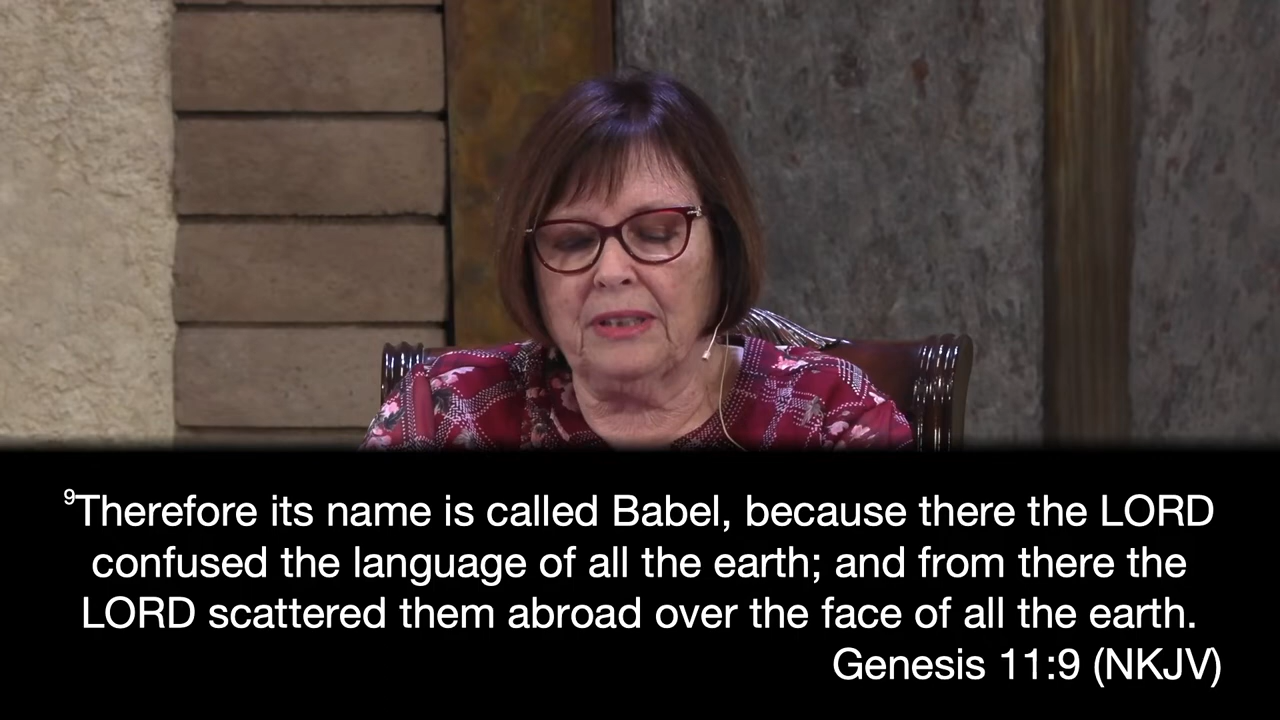 ⁹Therefore its name is called Babel, because there the LORD
confused the language of all the earth; and from there the
LORD scattered them abroad over the face of all the earth.
Genesis 11:9 (NKJV)